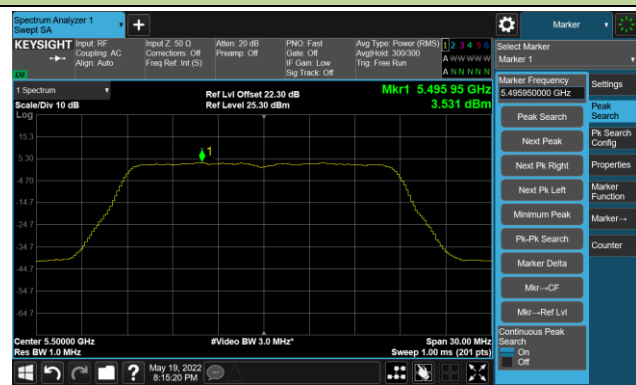 Spectrum Analyzer 1
Swept SA
Marker
KEYSIGHT
Input: RF
Coupling: AC
Align: Auto
Input Z: 50 Ω
Corrections: Off
Freq Ref: Int (S)
Atten: 20 dB
Preamp: Off
PNO: Fast
Gate: Off
IF Gain: Low
Sig Track: Off
Avg Type: Power (RMS)
Avg|Hold: 300/300
Trig: Free Run
1 2 3 4 5 6
A W W W W W
A N N N N N
LXI
Select Marker
Marker 1
1 Spectrum
Scale/Div 10 dB
Ref Lvl Offset 22.30 dB
Ref Level 25.30 dBm
Mkr1 5.495 95 GHz
3.531 dBm
Log
15.3
5.30
-4.70
-14.7
-24.7
-34.7
-44.7
-54.7
-64.7
1
Center 5.50000 GHz
Res BW 1.0 MHz
#Video BW 3.0 MHz*
Span 30.00 MHz
Sweep 1.00 ms (201 pts)
Marker Frequency
5.495950000 GHz
Peak Search
Next Peak
Next Pk Right
Next Pk Left
Minimum Peak
Pk-Pk Search
Marker Delta
Mkr→CF
Mkr→Ref Lvl
Continuous Peak
Search
On
Off
Settings
Peak
Search
Pk Search
Config
Properties
Marker
Function
Marker→
Counter
May 19, 2022
8:15:20 PM